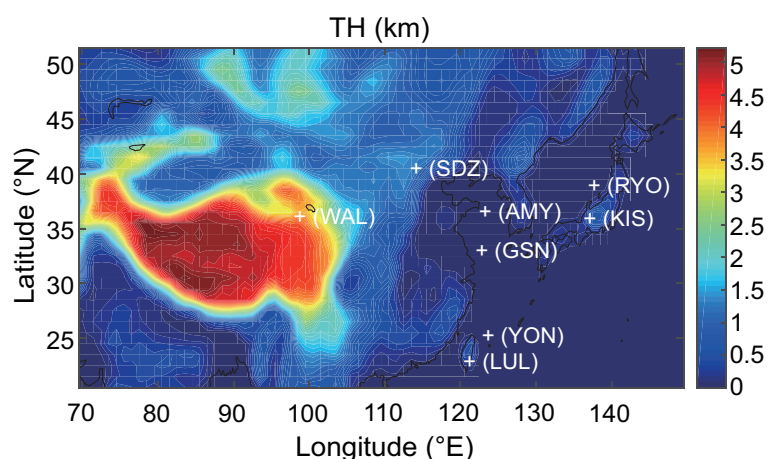 TH (km)
50
45
40
35
30
25
Latitude (°N)
+ (SDZ)
+ (RYO)
+ (WAL)
+ (AMY)
+ (KIS)
+ (GSN)
+ (YON)
+ (LUL)
5
4.5
4
3.5
3
2.5
2
1.5
1
0.5
0
70 80 90 100 110 120 130 140
Longitude (°E)